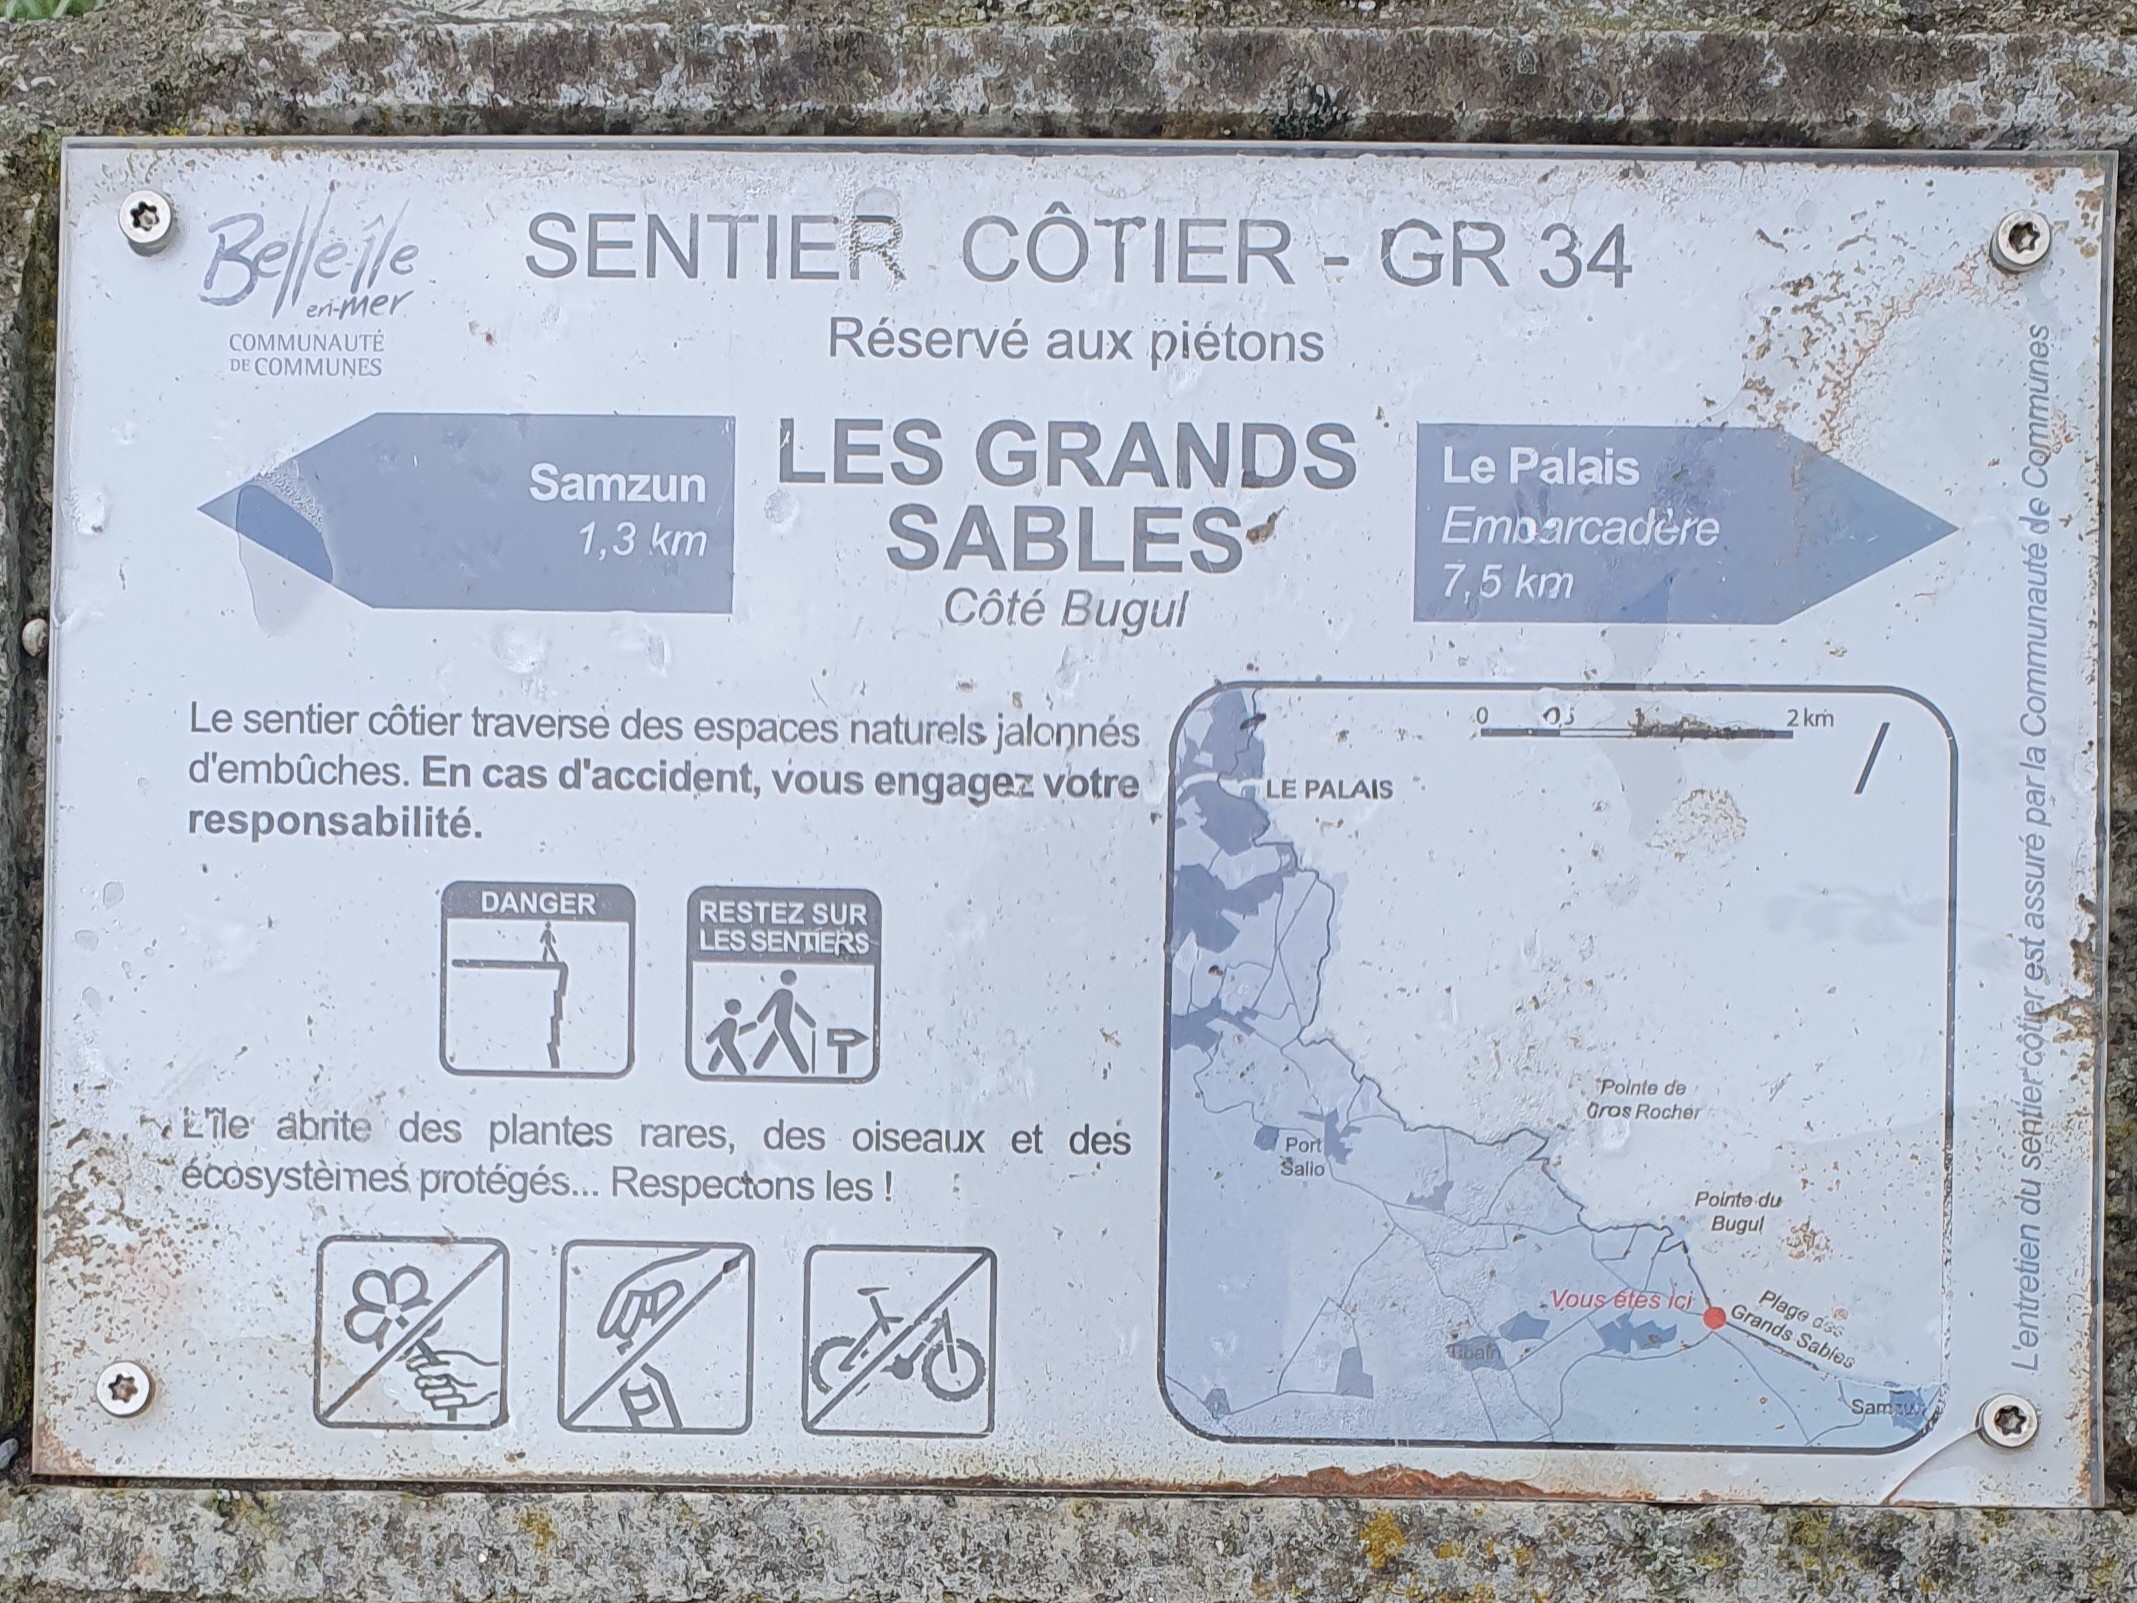 Belle-île
en-mer
COMMUNAUTÉ
DE COMMUNES
SENTIER CÔTIER - GR 34
Réservé aux piétons
Samzun
1,3 km
LES GRANDS
SABLES
Côté Bugul
Le Palais
Embarcadère
7,5 km
Le sentier côtier traverse des espaces naturels jalonnés
d'embûches. En cas d'accident, vous engagez votre
responsabilité.
DANGER
RESTEZ SUR
LES SENTIERS
L'île abrite des plantes rares, des oiseaux et des
écosystèmes protégés... Respectons les !
0 0,5 1 2 km
LE PALAIS
Pointe de
Gros Rocher
Port
Salio
Pointe du
Bugul
Vous êtes ici
Plage des
Grands Sables
Samzun
L'entretien du sentier côtier est assuré par la Communauté de Communes